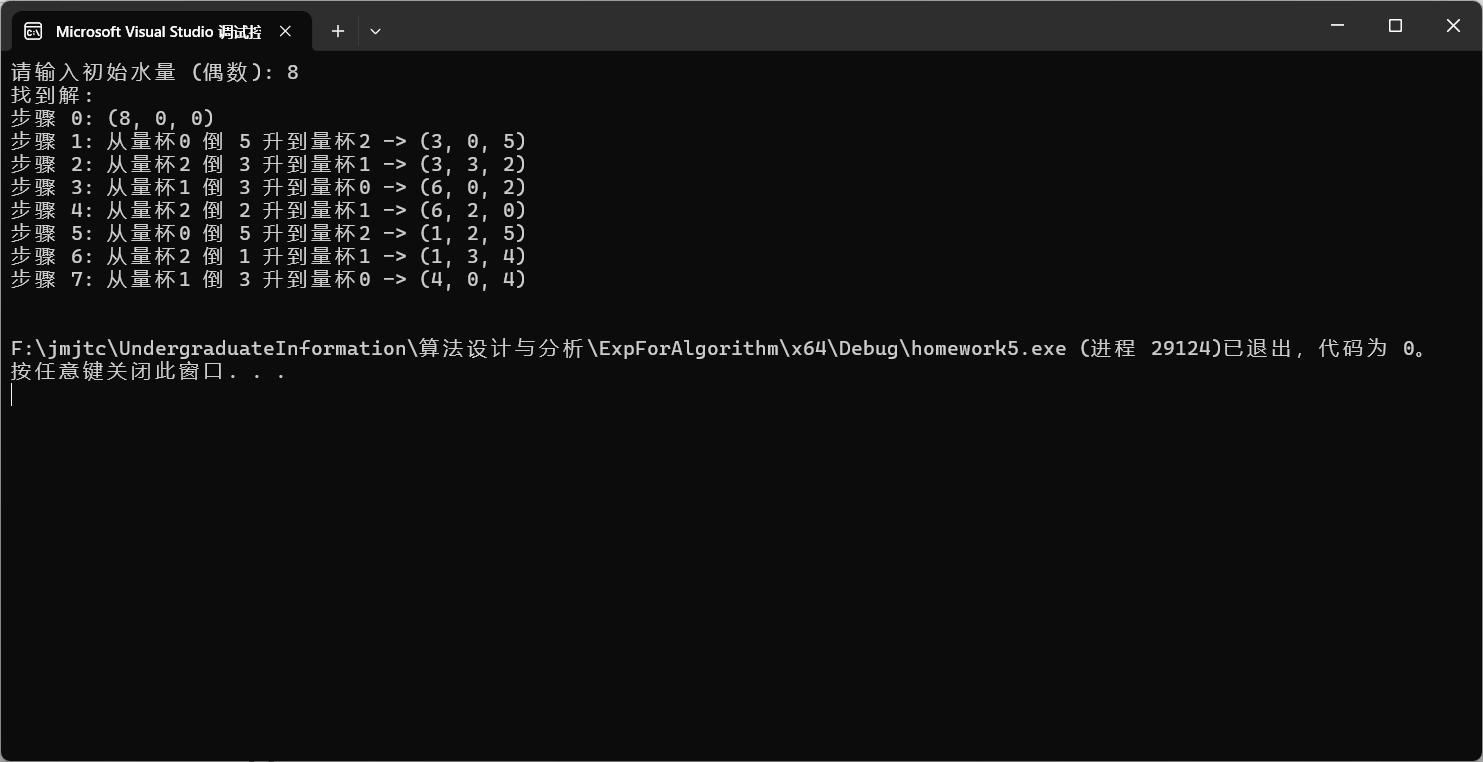 Microsoft Visual Studio 调试控
请输入初始水量 (偶数): 8
找到解:
步骤 0: (8, 0, 0)
步骤 1: 从量杯0 倒 5 升到量杯2 -> (3, 0, 5)
步骤 2: 从量杯2 倒 3 升到量杯1 -> (3, 3, 2)
步骤 3: 从量杯1 倒 3 升到量杯0 -> (6, 0, 2)
步骤 4: 从量杯2 倒 2 升到量杯1 -> (6, 2, 0)
步骤 5: 从量杯0 倒 5 升到量杯2 -> (1, 2, 5)
步骤 6: 从量杯2 倒 1 升到量杯1 -> (1, 3, 4)
步骤 7: 从量杯1 倒 3 升到量杯0 -> (4, 0, 4)
F:\jmjtc\UndergraduateInformation\算法设计与分析\ExpForAlgorithm\x64\Debug\homework5.exe (进程 29124)已退出，代码为 0。
按任意键关闭此窗口. . .